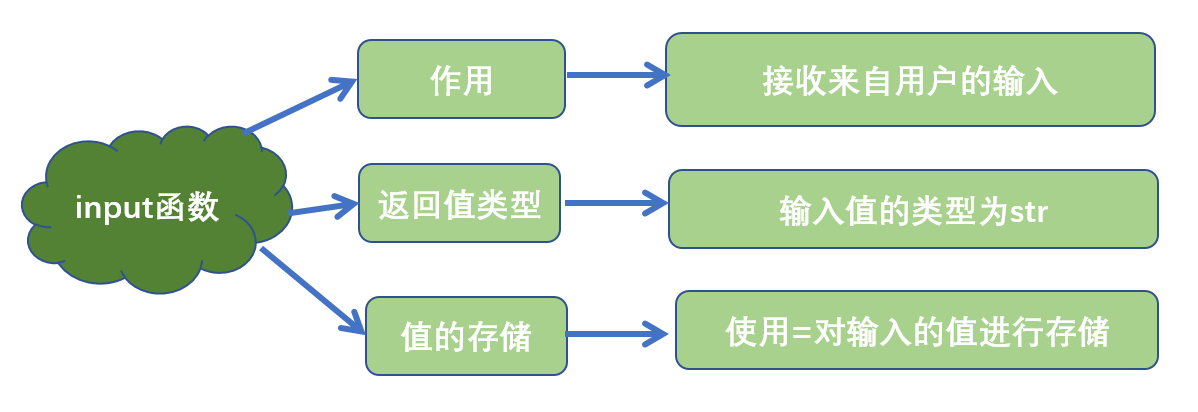 作用
接收来自用户的输入
input函数
返回值类型
输入值的类型为str
值的存储
使用=对输入的值进行存储